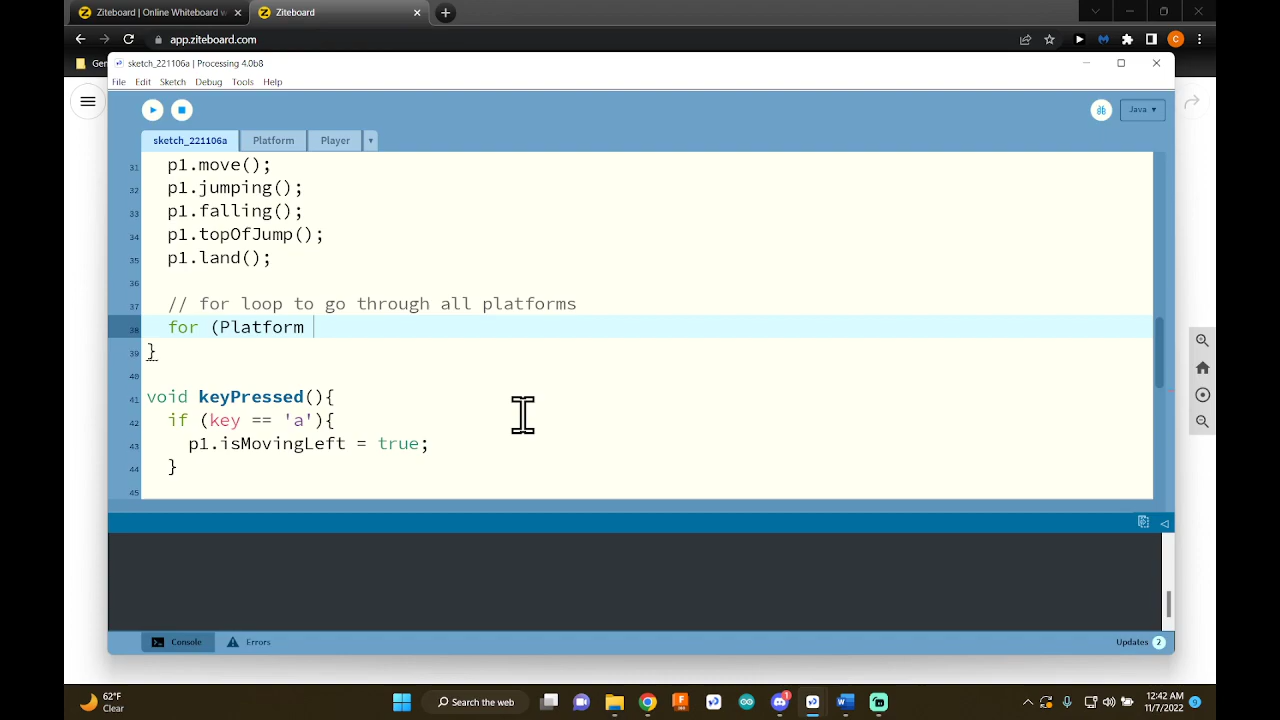 Ziteboard | Online Whiteboard w
Ziteboard
app.ziteboard.com
C
Gen
sketch_221106a | Processing 4.0b8
File Edit Sketch Debug Tools Help
Java
sketch_221106a Platform Player
31 p1.move();
32 p1.jumping();
33 p1.falling();
34 p1.topOfJump();
35 p1.land();
36
37 // for loop to go through all platforms
38 for (Platform
39 }
40
41 void keyPressed(){
42 if (key == 'a'){
43 p1.isMovingLeft = true;
44 }
45
Console Errors Updates 2
62°F
Clear
Search the web
1
12:42 AM
11/7/2022
9